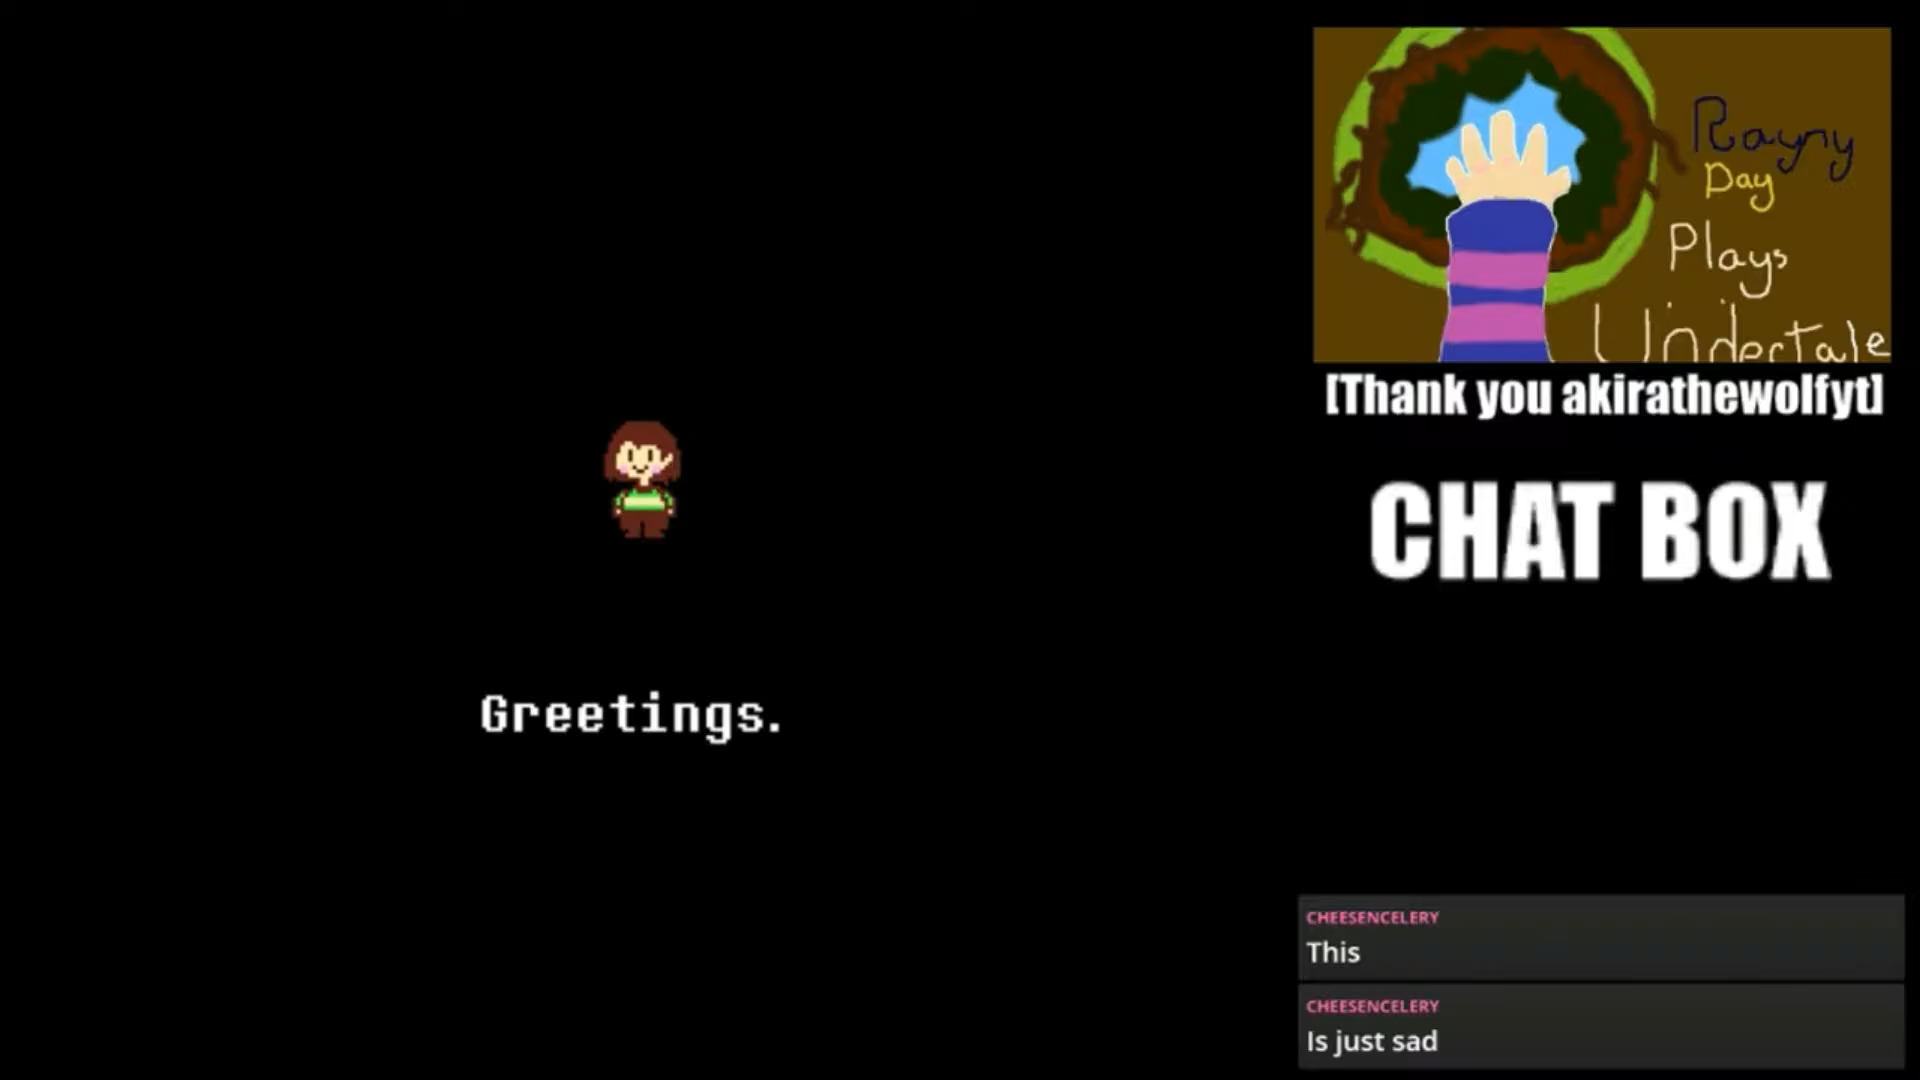 Rayny
Day
Plays
Undertale
[Thank you akirathewolfyt]
CHAT BOX
Greetings.
CHEESENCELERY
This
CHEESENCELERY
Is just sad